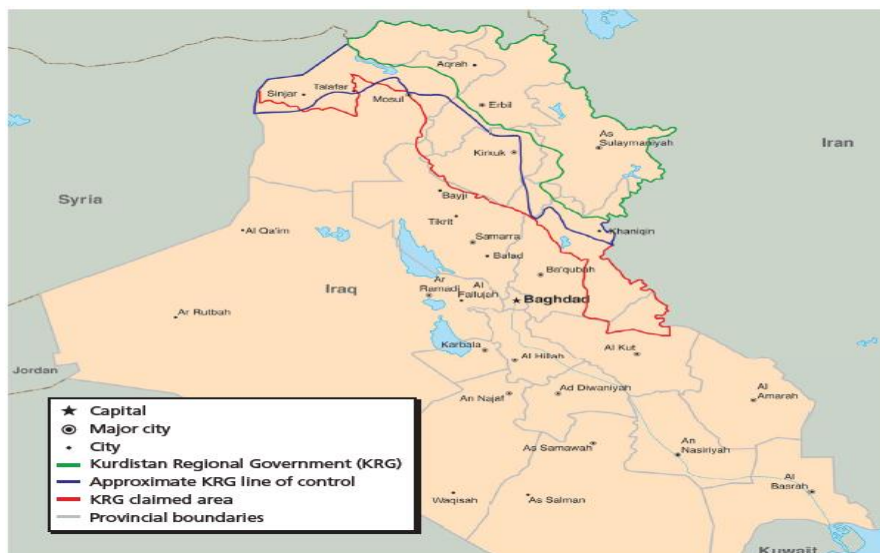 Aqrah
Sinjar
Talafar
Mosul
Erbil
As
Sulaymaniyah
Kirkuk
Iran
Syria
Bayji
Tikrit
Khaniqin
Al Qa'im
Samarra
Balad
Ba'qubah
Iraq
Ar
Ramadi
Al
Fallujah
Baghdad
Ar Rutbah
Karbala
Al Kut
Jordan
Al Hillah
An Najaf
Ad Diwaniyah
Al
Amarah
★ Capital
Major city
City
Kurdistan Regional Government (KRG)
Approximate KRG line of control
KRG claimed area
Provincial boundaries
As Samawah
An
Nasiriyah
Al
Basrah
Waqisah
As Salman
Kuwait